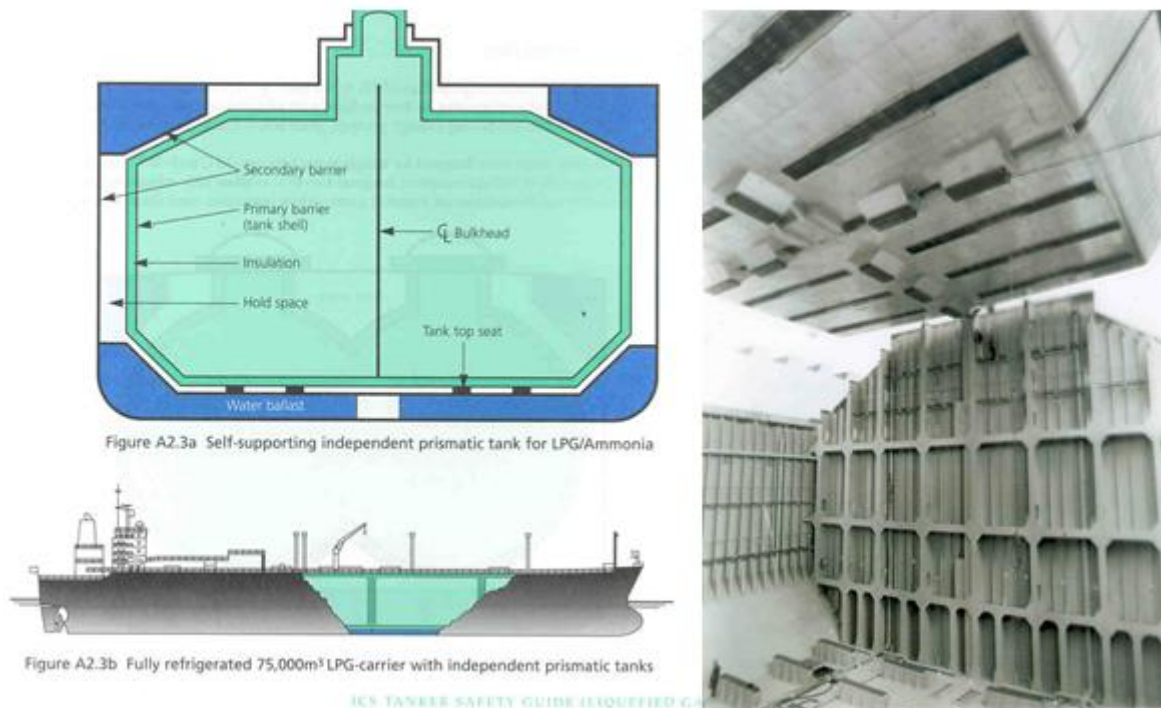 Secondary barrier
Primary barrier
(tank shell)
℄ Bulkhead
Insulation
Hold space
Tank top seat
Water ballast
Figure A2.3a Self-supporting independent prismatic tank for LPG/Ammonia
Figure A2.3b Fully refrigerated 75,000m³ LPG-carrier with independent prismatic tanks
ICS TANKER SAFETY GUIDE (LIQUEFIED GA